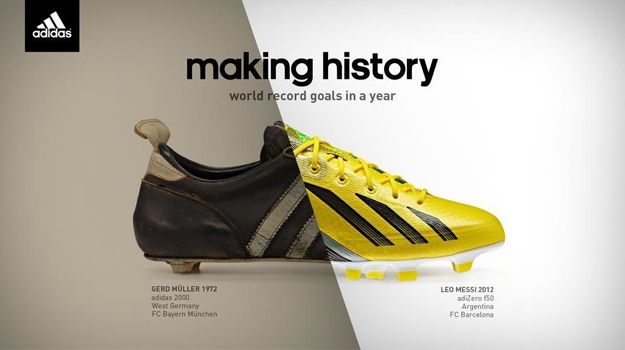 adidas
making history
world record goals in a year
GERD MÜLLER 1972
adidas 2000
West Germany
FC Bayern München
LEO MESSI 2012
adiZero f50
Argentina
FC Barcelona